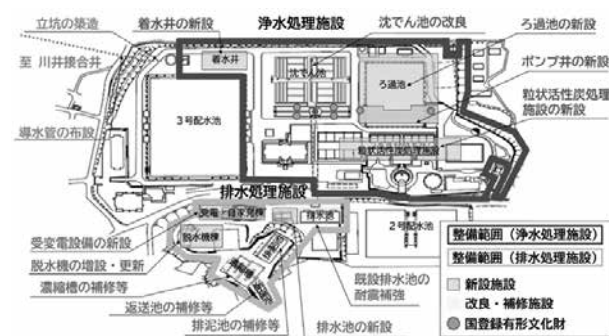 立坑の築造
着水井の新設
浄水処理施設
沈でん池の改良
ろ過池の新設
至 川井接合井
着水井
沈でん池
ろ過池
ポンプ井の新設
粒状活性炭処理
施設の新設
3号配水池
導水管の布設
粒状活性炭処理施設
排水処理施設
受電・自家発棟
排水池
2号配水池
受変電設備の新設
脱水機棟
脱水機の増設・更新
濃縮槽の補修等
返送池の補修等
排泥池の補修等
排水池の新設
既設排水池の
耐震補強
整備範囲(浄水処理施設)
整備範囲(排水処理施設)
新設施設
改良・補修施設
国登録有形文化財